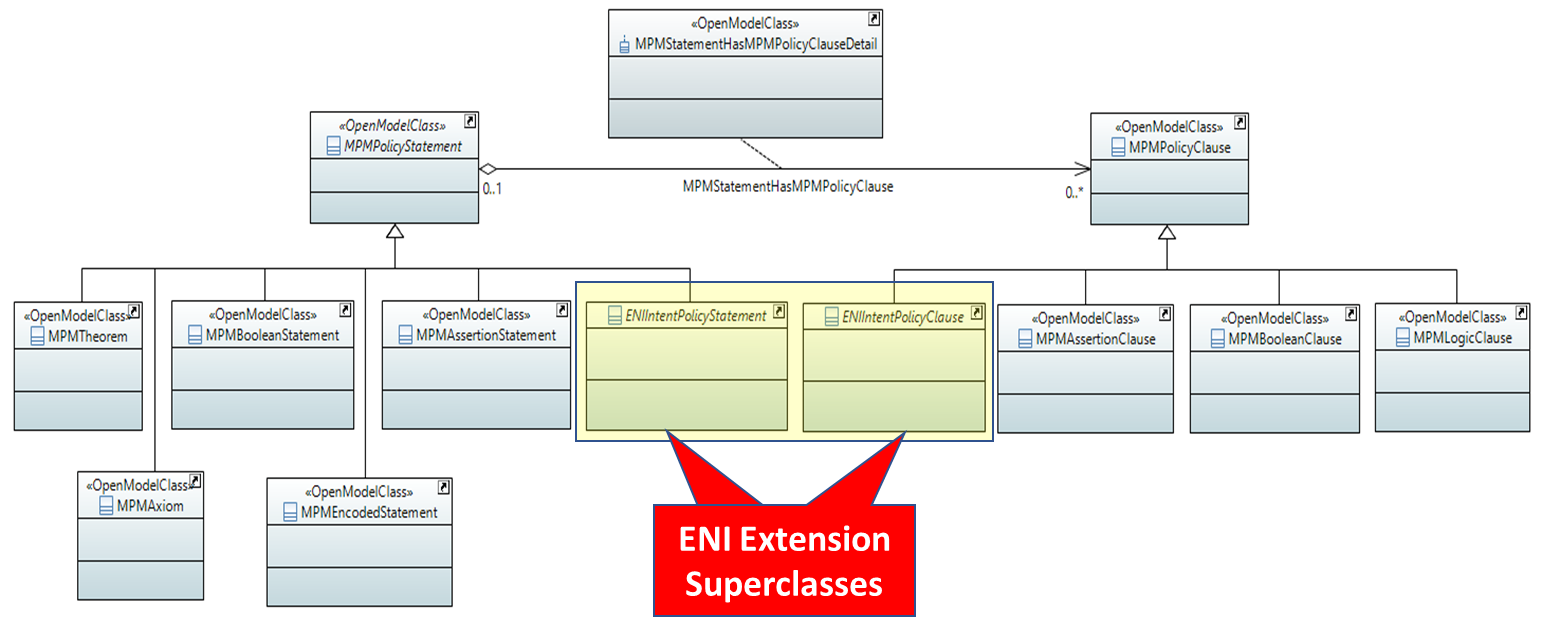 «OpenModelClass»
MPMStatementHasMPMPolicyClauseDetail
«OpenModelClass»
MPMPolicyStatement
«OpenModelClass»
MPMPolicyClause
0..1
MPMStatementHasMPMPolicyClause
0..*
«OpenModelClass»
MPMTheorem
«OpenModelClass»
MPMBooleanStatement
«OpenModelClass»
MPMAssertionStatement
ENIIntentPolicyStatement
ENIIntentPolicyClause
«OpenModelClass»
MPMAssertionClause
«OpenModelClass»
MPMBooleanClause
«OpenModelClass»
MPMLogicClause
«OpenModelClass»
MPMAxiom
«OpenModelClass»
MPMEncodedStatement
ENI Extension
Superclasses